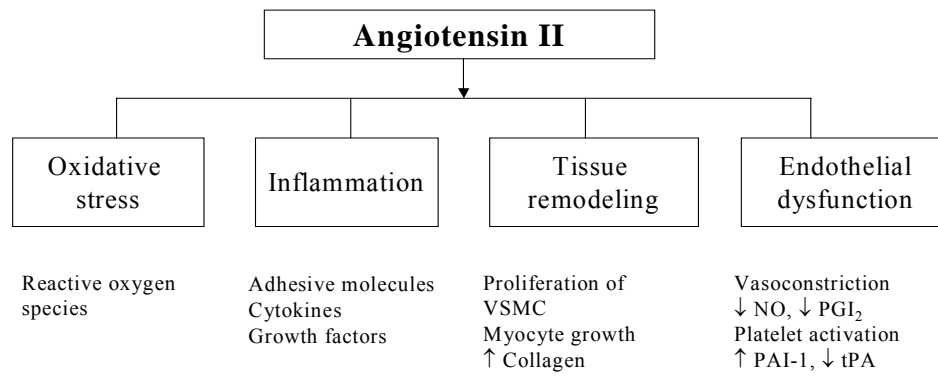 Angiotensin II
Oxidative
stress
Inflammation
Tissue
remodeling
Endothelial
dysfunction
Reactive oxygen
species
Adhesive molecules
Cytokines
Growth factors
Proliferation of
VSMC
Myocyte growth
↑ Collagen
Vasoconstriction
↓ NO, ↓ PGI₂
Platelet activation
↑ PAI-1, ↓ tPA